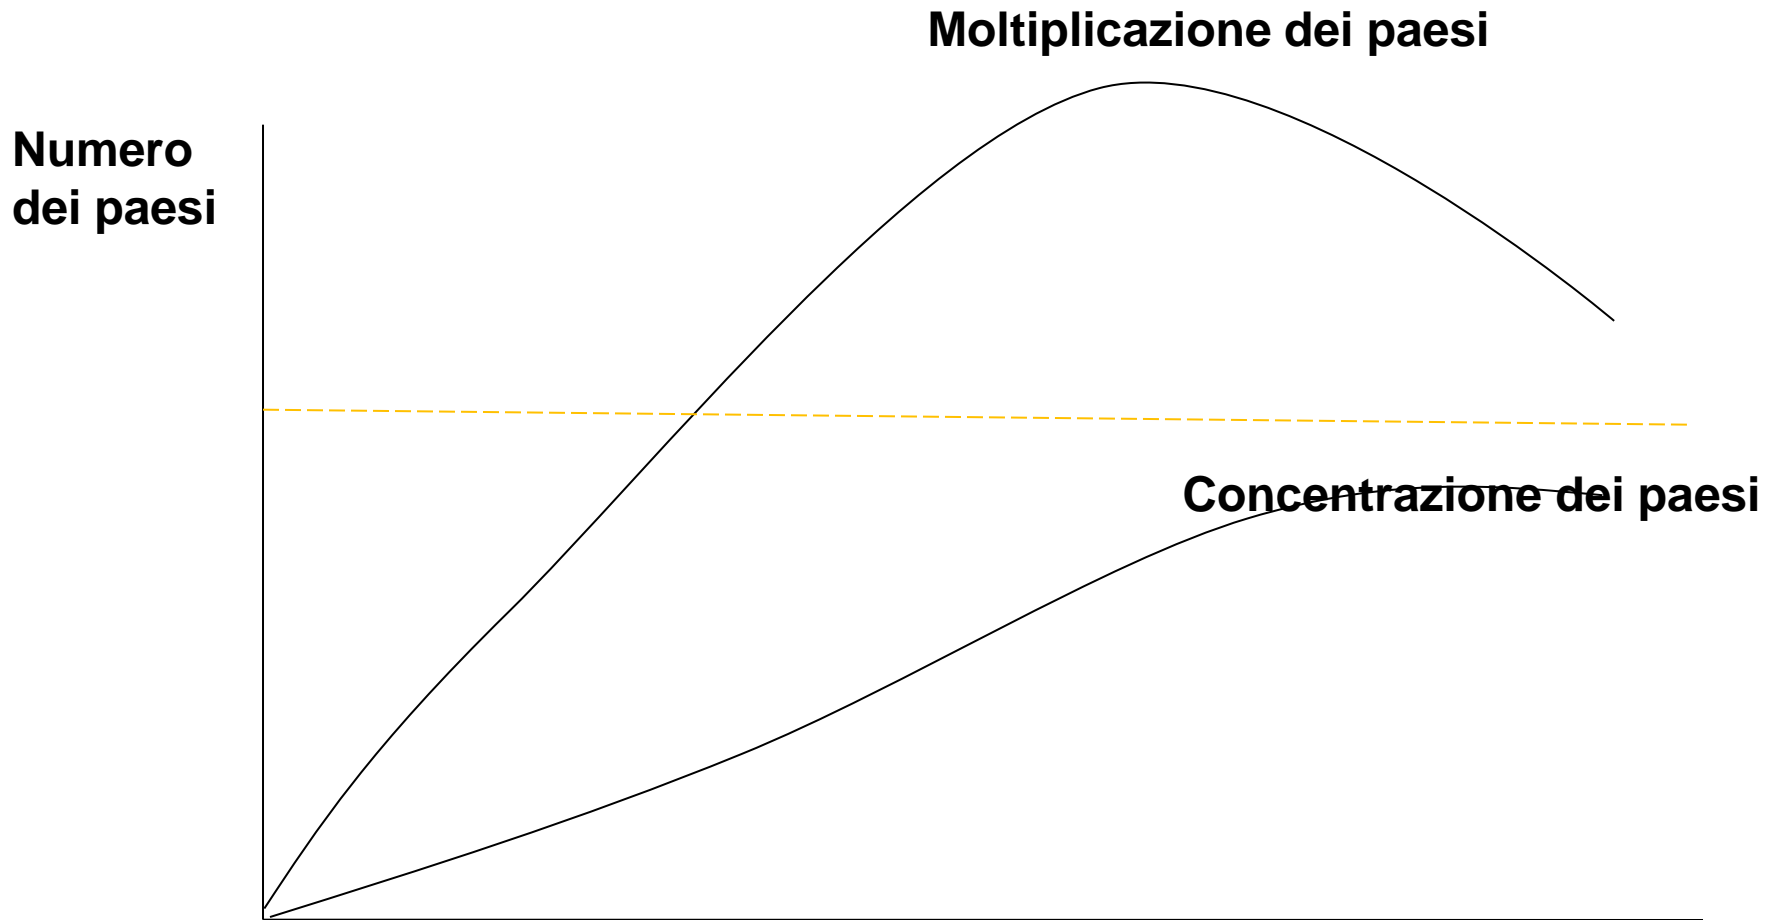 Moltiplicazione dei paesi
Numero
dei paesi
Concentrazione dei paesi